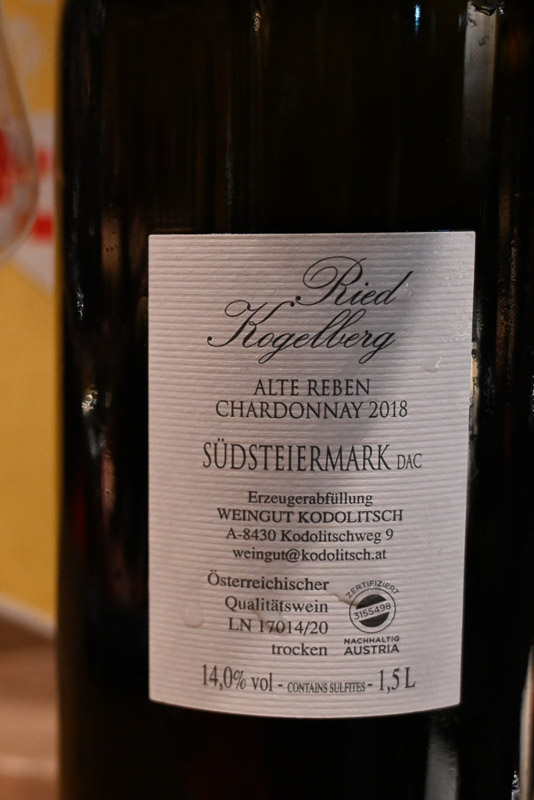 Ried
Kogelberg
ALTE REBEN
CHARDONNAY 2018
SÜDSTEIERMARK DAC
Erzeugerabfüllung
WEINGUT KODOLITSCH
A-8430 Kodolitschweg 9
weingut@kodolitsch.at
Österreichischer
Qualitätswein
LN 17014/20
trocken
ZERTIFIZIERT
3155498
NACHHALTIG
AUSTRIA
14,0% vol - CONTAINS SULFITES - 1,5 L